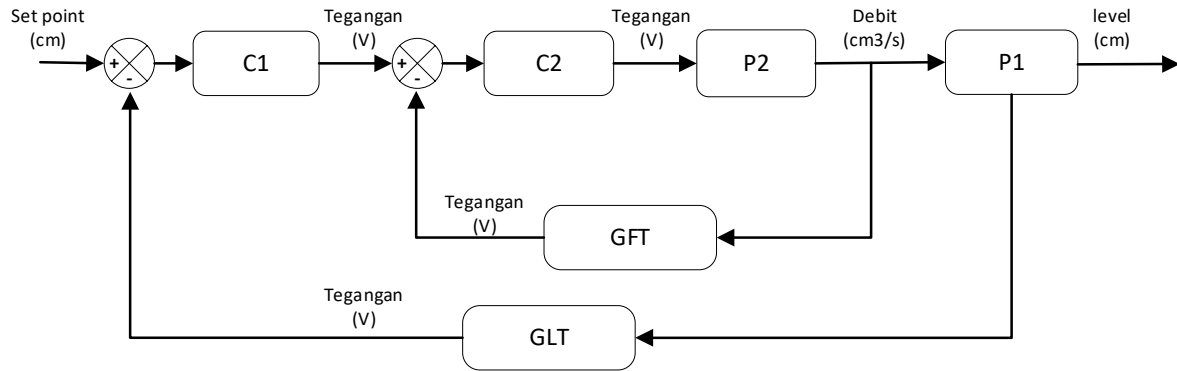 Set point
(cm)
Tegangan
(V)
Tegangan
(V)
Debit
(cm3/s)
level
(cm)
+
-
C1
+
-
C2
P2
P1
Tegangan
(V)
GFT
Tegangan
(V)
GLT